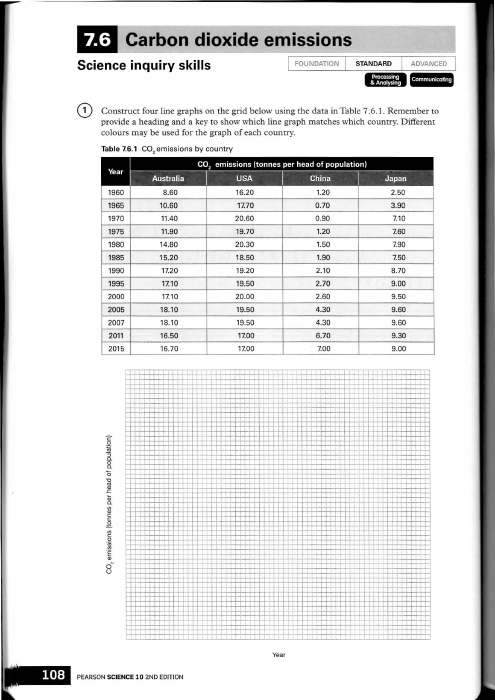 7.6 Carbon dioxide emissions
Science inquiry skills
FOUNDATION STANDARD ADVANCED
Processing & Analysing Communicating
1 Construct four line graphs on the grid below using the data in Table 7.6.1. Remember to
provide a heading and a key to show which line graph matches which country. Different
colours may be used for the graph of each country.
Table 7.6.1 CO₂ emissions by country
Year CO₂ emissions (tonnes per head of population)
Australia USA China Japan
1960 8.60 16.20 1.20 2.50
1965 10.60 17.70 0.70 3.90
1970 11.40 20.60 0.90 7.10
1975 11.90 19.70 1.20 7.60
1980 14.80 20.30 1.50 7.90
1985 15.20 18.50 1.90 7.50
1990 17.20 19.20 2.10 8.70
1995 17.10 19.50 2.70 9.00
2000 17.10 20.00 2.60 9.50
2005 18.10 19.50 4.30 9.60
2007 18.10 19.50 4.30 9.60
2011 16.50 17.00 6.70 9.30
2015 16.70 17.00 7.00 9.00
CO₂ emissions (tonnes per head of population)
Year
108 PEARSON SCIENCE 10 2ND EDITION